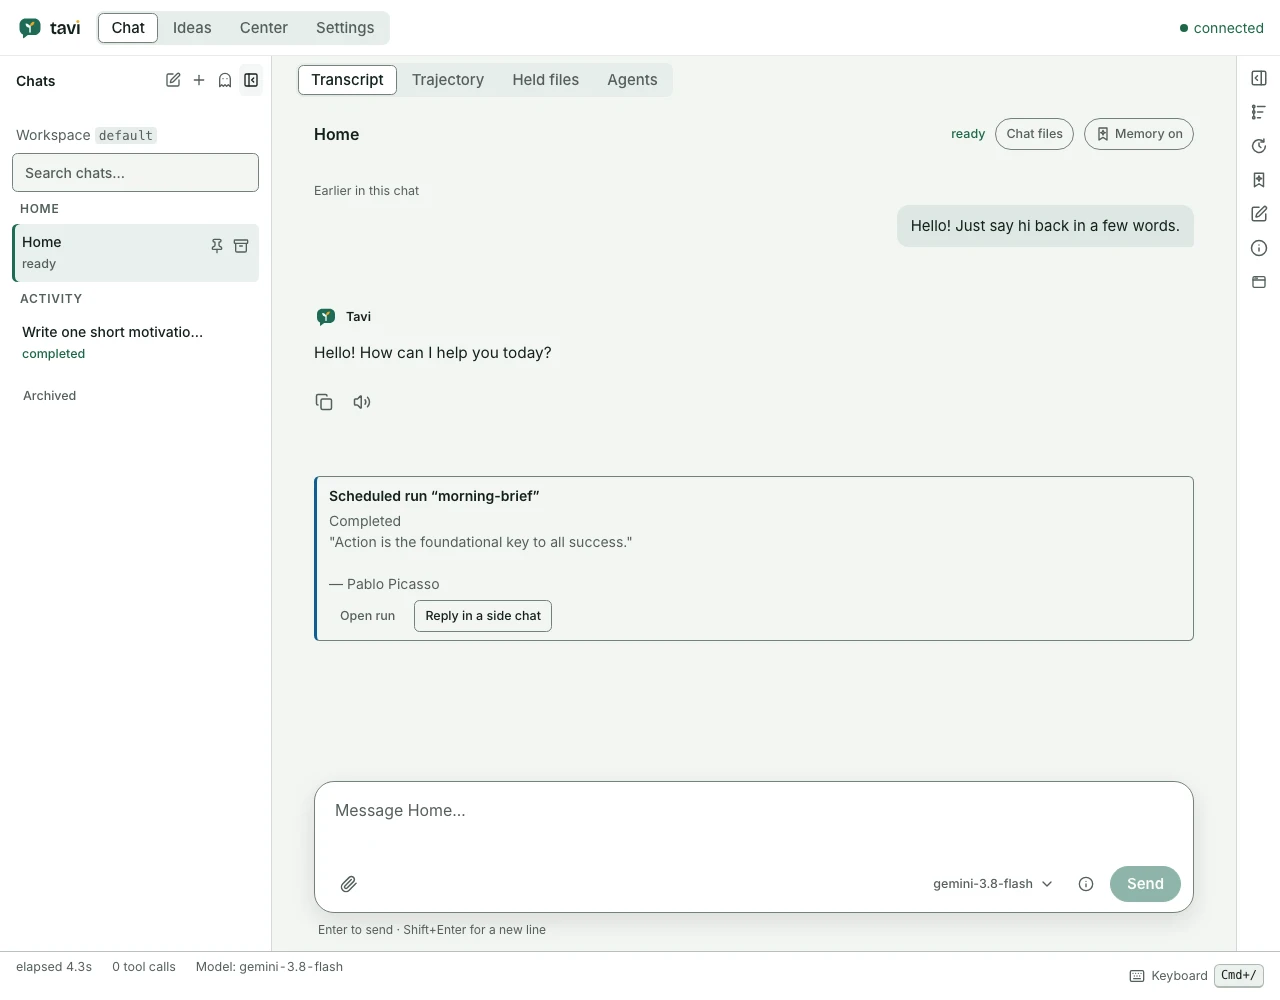 tavi
Chat Ideas Center Settings
connected
Chats
Workspace default
Search chats...
HOME
Home
ready
ACTIVITY
Write one short motivatio...
completed
Archived
Transcript Trajectory Held files Agents
Home
ready Chat files Memory on
Earlier in this chat
Hello! Just say hi back in a few words.
Tavi
Hello! How can I help you today?
Scheduled run “morning-brief”
Completed
"Action is the foundational key to all success."
— Pablo Picasso
Open run Reply in a side chat
Message Home...
gemini-3.8-flash Send
Enter to send · Shift+Enter for a new line
elapsed 4.3s 0 tool calls Model: gemini-3.8-flash
Keyboard Cmd+/